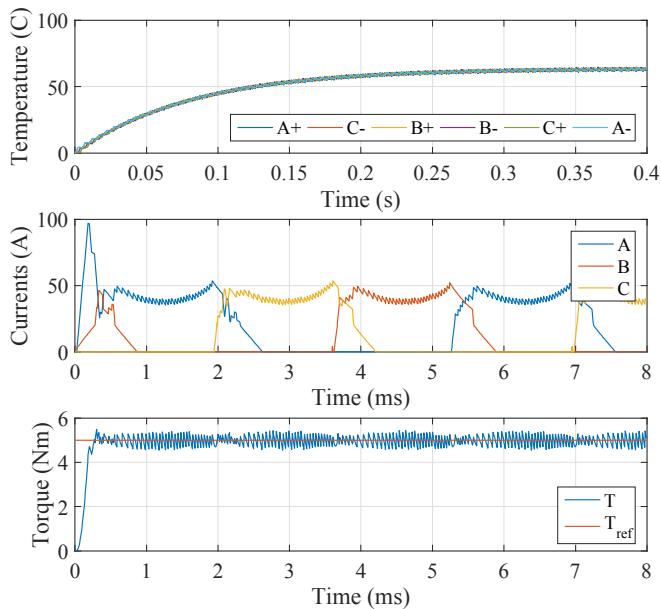 Temperature (C)
100
50
0
A+ C- B+ B- C+ A-
0 0.05 0.1 0.15 0.2 0.25 0.3 0.35 0.4
Time (s)
Currents (A)
100
50
0
A
B
C
0 1 2 3 4 5 6 7 8
Time (ms)
Torque (Nm)
6
4
2
0
T
T_ref
0 1 2 3 4 5 6 7 8
Time (ms)